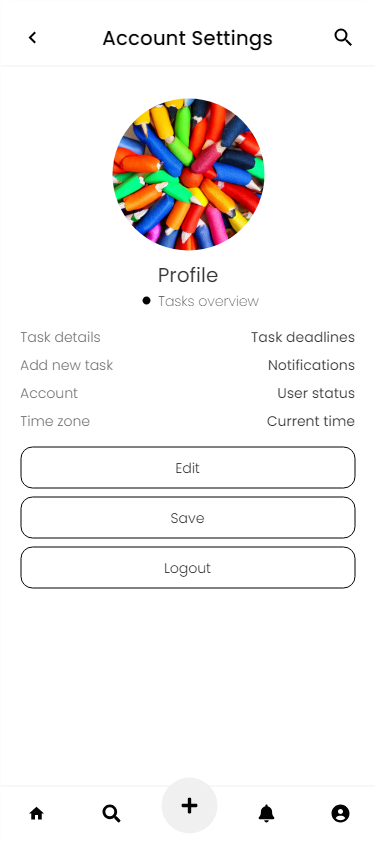 Account Settings
Profile
Tasks overview
Task details Task deadlines
Add new task Notifications
Account User status
Time zone Current time
Edit
Save
Logout